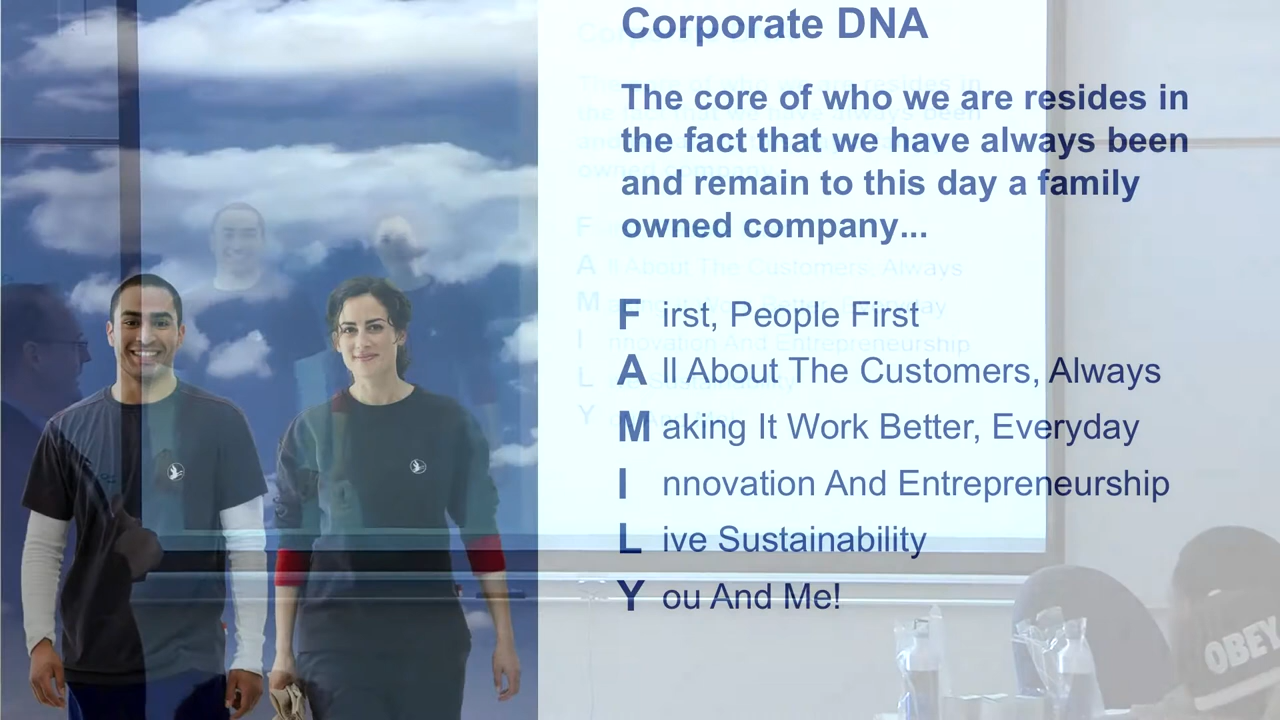 Corporate DNA
The core of who we are resides in
the fact that we have always been
and remain to this day a family
owned company...
F irst, People First
A ll About The Customers, Always
M aking It Work Better, Everyday
I nnovation And Entrepreneurship
L ive Sustainability
Y ou And Me!
OBEY